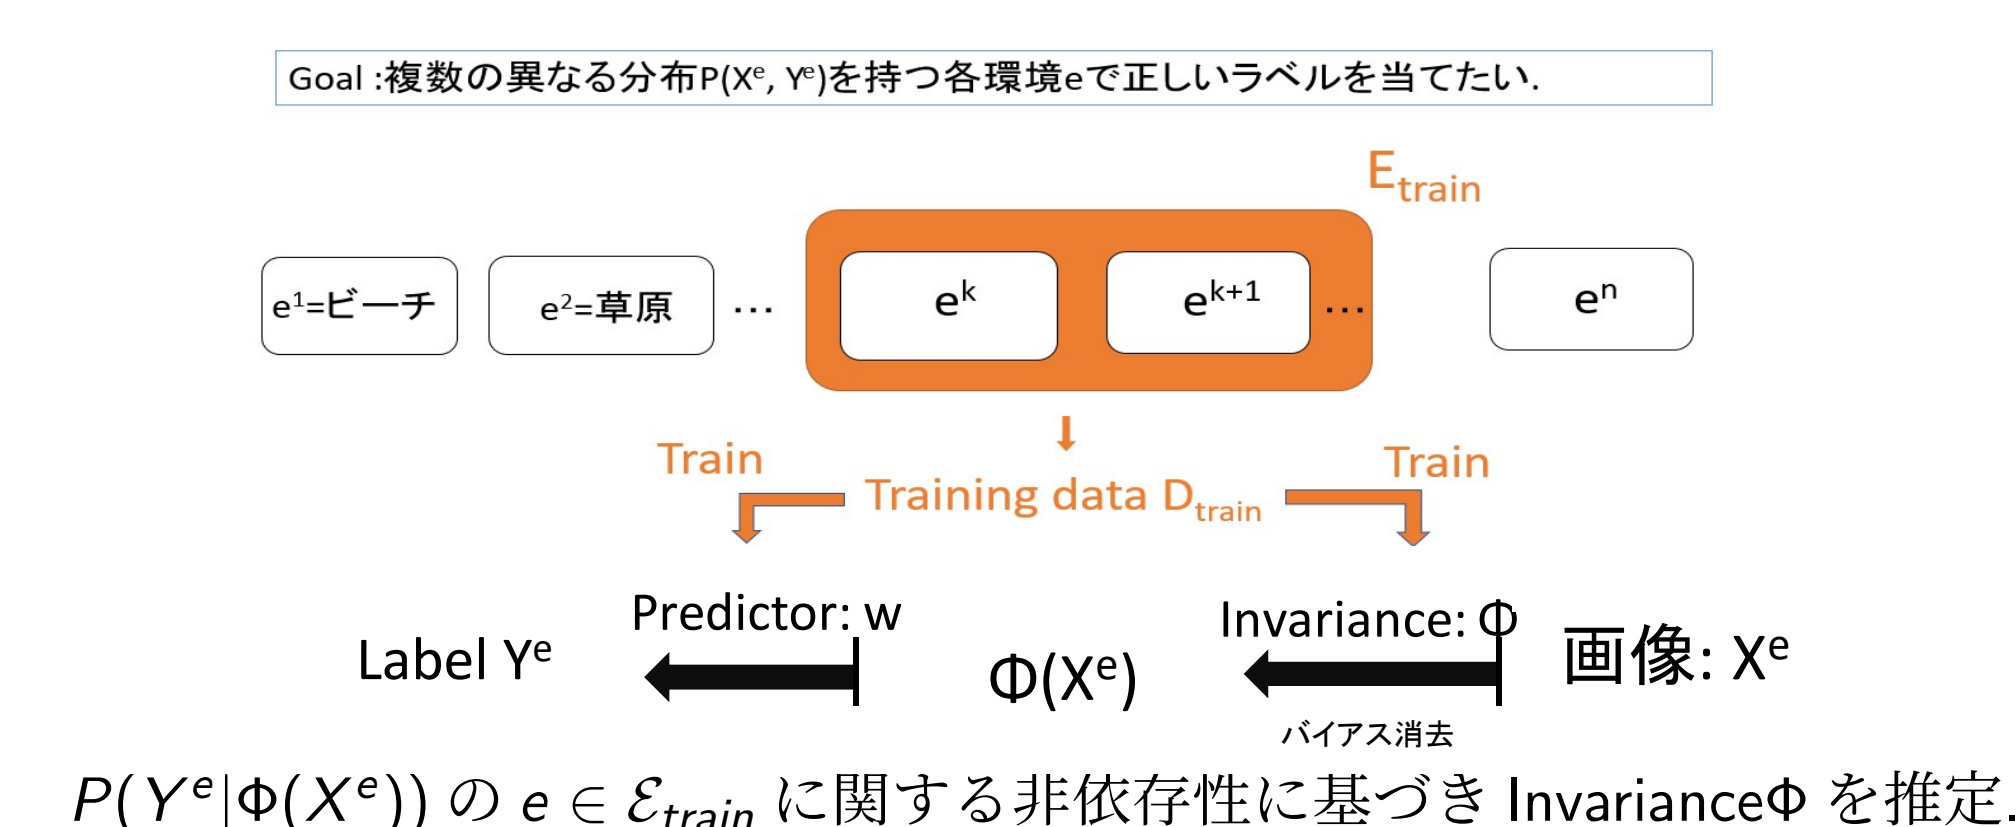 Goal :複数の異なる分布P(Xᵉ, Yᵉ)を持つ各環境eで正しいラベルを当てたい.
E_train
e¹=ビーチ e²=草原 … eᵏ eᵏ⁺¹ … eⁿ
Train Training data D_train Train
Predictor: w Invariance: Φ
Label Yᵉ Φ(Xᵉ) 画像: Xᵉ
バイアス消去
P(Yᵉ|Φ(Xᵉ)) の e ∈ ℰ_train に関する非依存性に基づき InvarianceΦ を推定.